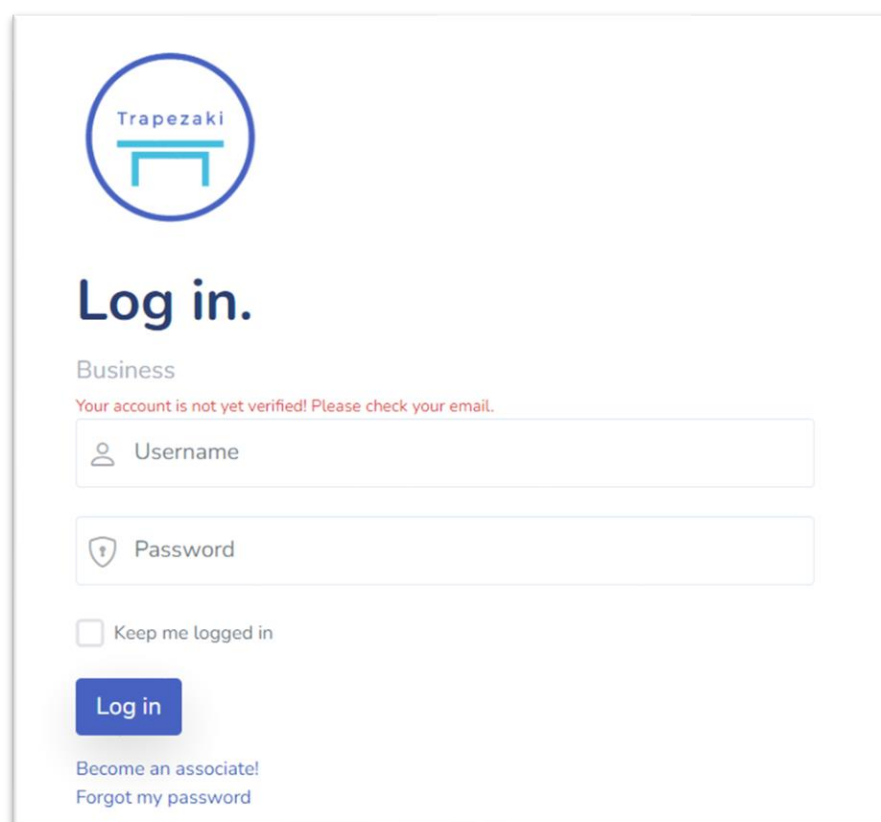 Trapezaki
Log in.
Business
Your account is not yet verified! Please check your email.
Username
Password
Keep me logged in
Log in
Become an associate!
Forgot my password